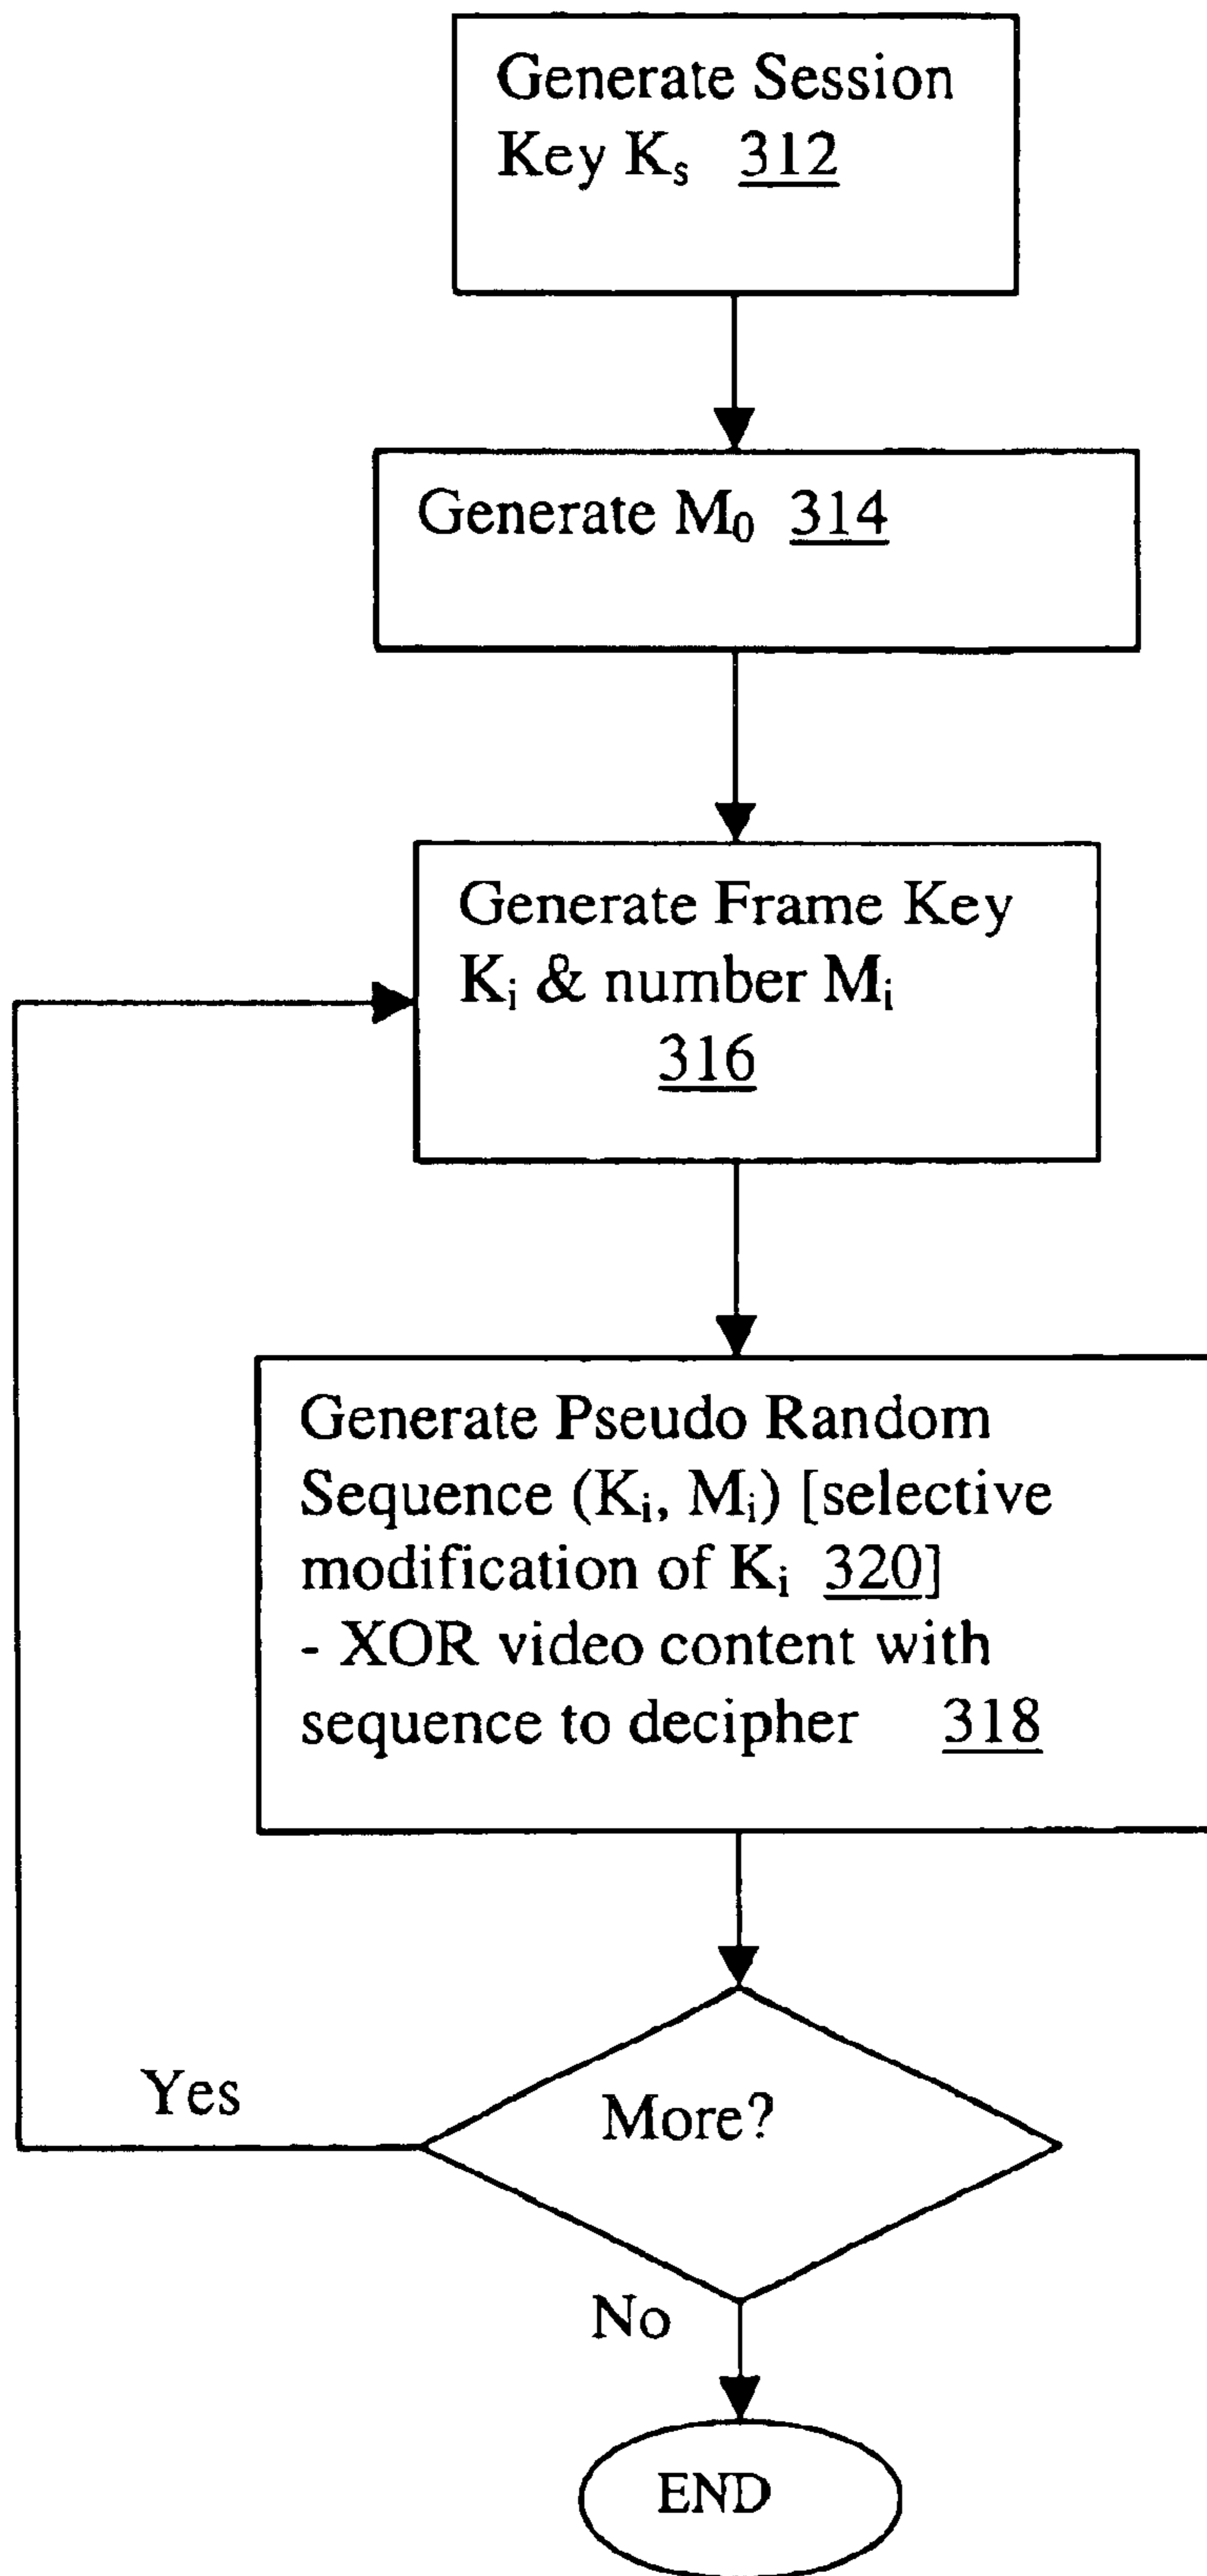 Generate Session
Key Ks 312
Generate M0 314
Generate Frame Key
Ki & number Mi
316
Generate Pseudo Random
Sequence (Ki, Mi) [selective
modification of Ki 320]
- XOR video content with
sequence to decipher 318
Yes
More?
No
END